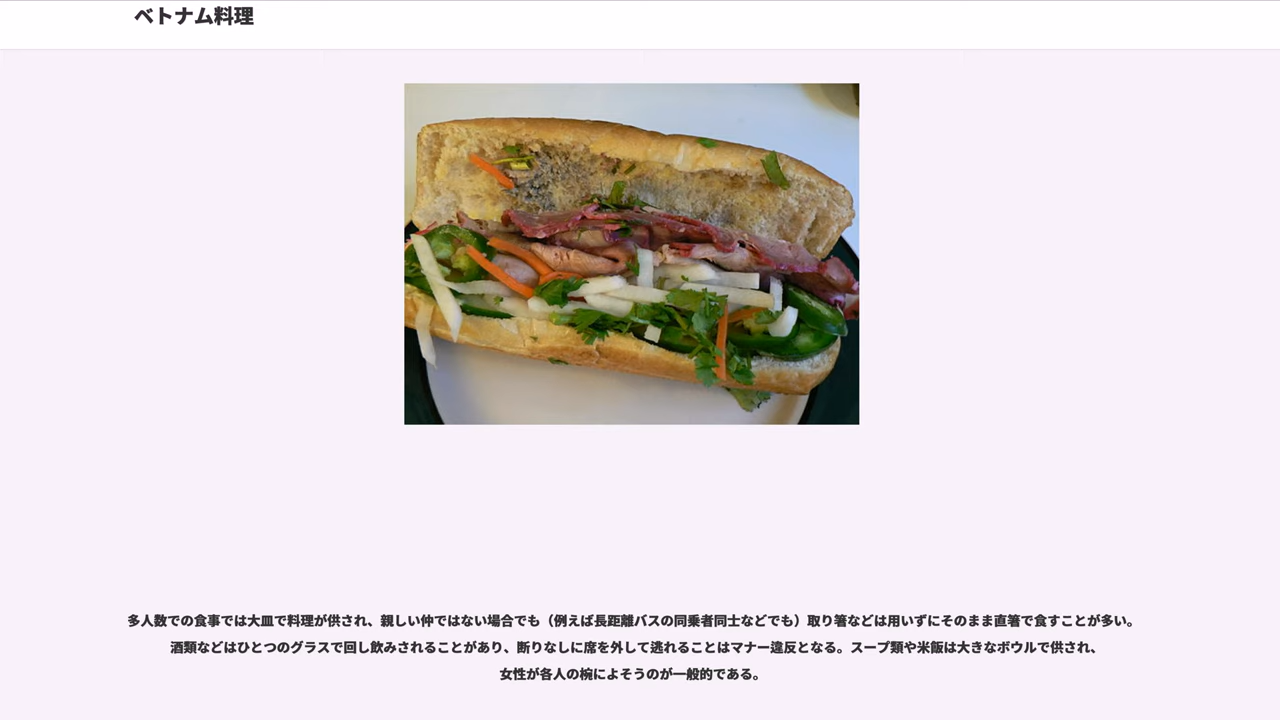 ベトナム料理
多人数での食事では大皿で料理が供され、親しい仲ではない場合でも（例えば長距離バスの同乗者同士などでも）取り箸などは用いずにそのまま直箸で食すことが多い。
酒類などはひとつのグラスで回し飲みされることがあり、断りなしに席を外して逃れることはマナー違反となる。スープ類や米飯は大きなボウルで供され、
女性が各人の椀によそうのが一般的である。